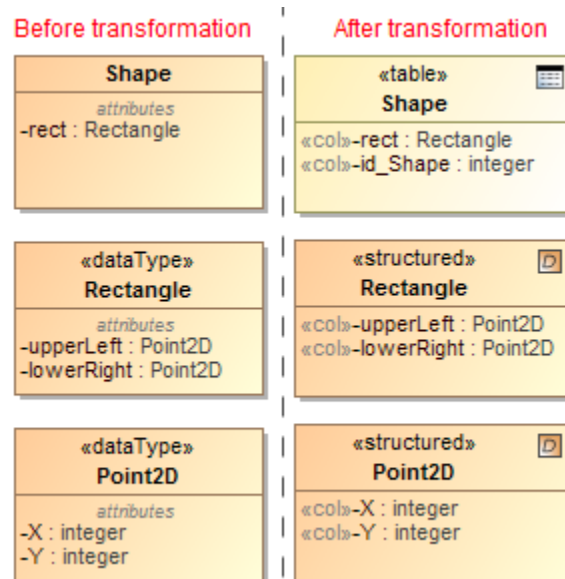 Before transformation
After transformation
Shape
attributes
-rect : Rectangle
«table»
Shape
«col»-rect : Rectangle
«col»-id_Shape : integer
«dataType»
Rectangle
attributes
-upperLeft : Point2D
-lowerRight : Point2D
«structured»
D
Rectangle
«col»-upperLeft : Point2D
«col»-lowerRight : Point2D
«dataType»
Point2D
attributes
-X : integer
-Y : integer
«structured»
D
Point2D
«col»-X : integer
«col»-Y : integer